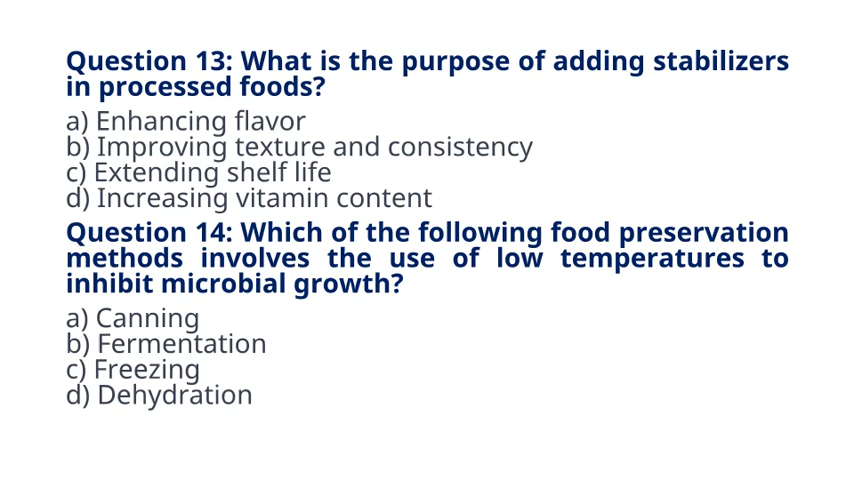 Question 13: What is the purpose of adding stabilizers
in processed foods?
a) Enhancing flavor
b) Improving texture and consistency
c) Extending shelf life
d) Increasing vitamin content
Question 14: Which of the following food preservation
methods involves the use of low temperatures to
inhibit microbial growth?
a) Canning
b) Fermentation
c) Freezing
d) Dehydration